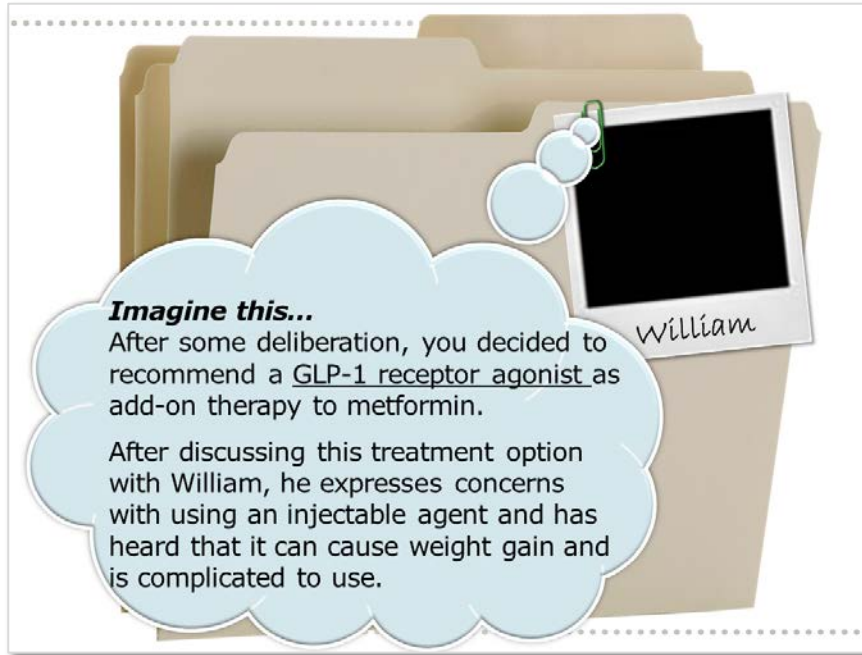 William
Imagine this...
After some deliberation, you decided to
recommend a GLP-1 receptor agonist as
add-on therapy to metformin.
After discussing this treatment option
with William, he expresses concerns
with using an injectable agent and has
heard that it can cause weight gain and
is complicated to use.